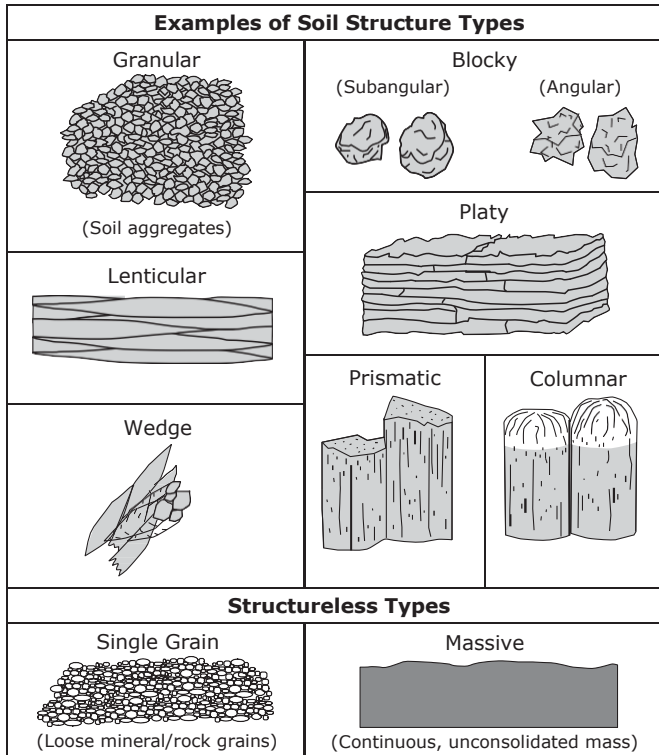 Examples of Soil Structure Types
Granular
(Soil aggregates)
Blocky
(Subangular)
(Angular)
Platy
Lenticular
Prismatic
Columnar
Wedge
Structureless Types
Single Grain
(Loose mineral/rock grains)
Massive
(Continuous, unconsolidated mass)